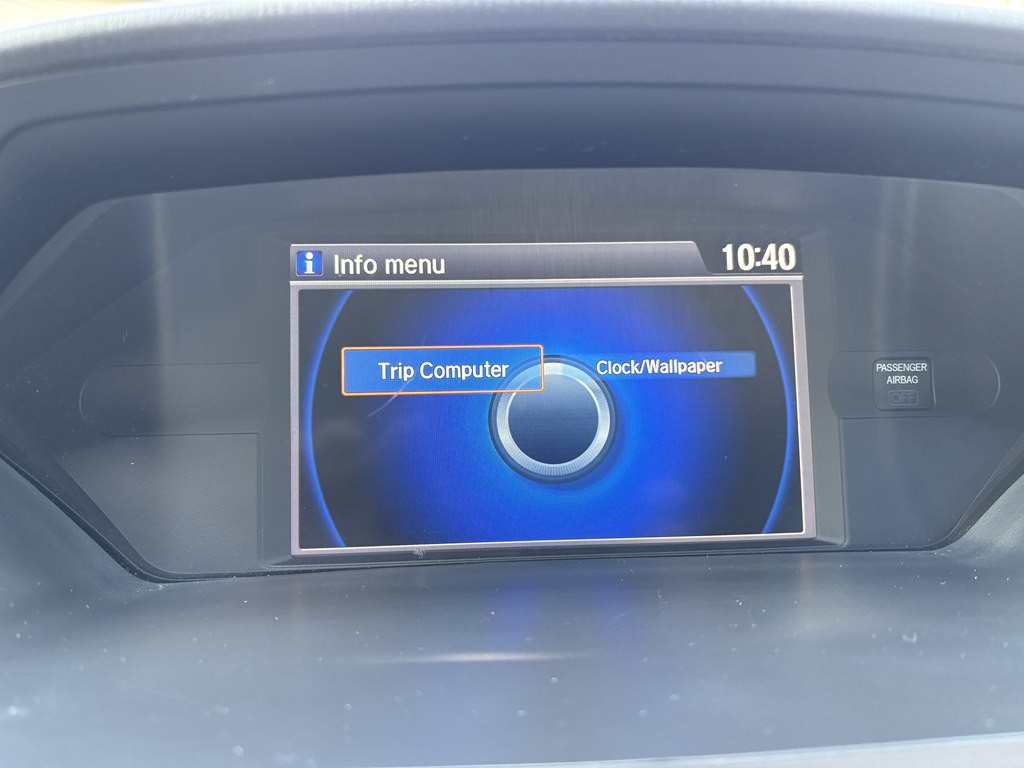 i Info menu
10:40
Trip Computer
Clock/Wallpaper
PASSENGER
AIRBAG
OFF